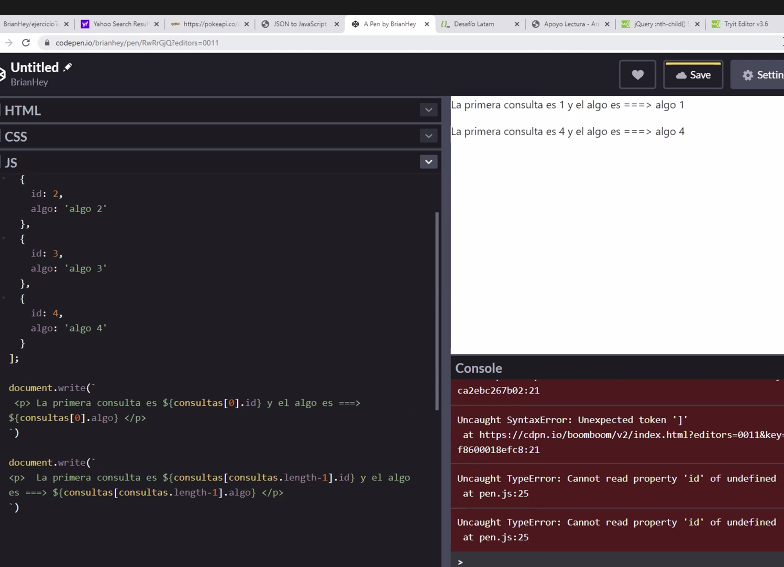 BrianHey/ejercicioT
Yahoo Search Resul
https://pokeapi.co/
JSON to JavaScript
A Pen by BrianHey
Desafío Latam
Apoyo Lectura - An
jQuery :nth-child() S
Tryit Editor v3.6
codepen.io/brianhey/pen/RwRrGjQ?editors=0011
Untitled
BrianHey
Save
Settin
HTML
CSS
JS
{
id: 2,
algo: 'algo 2'
},
{
id: 3,
algo: 'algo 3'
},
{
id: 4,
algo: 'algo 4'
}
];
document.write(`
<p> La primera consulta es ${consultas[0].id} y el algo es ===>
${consultas[0].algo} </p>
`)
document.write(`
<p>  La primera consulta es ${consultas[consultas.length-1].id} y el algo
es ===> ${consultas[consultas.length-1].algo} </p>
`)
La primera consulta es 1 y el algo es ===> algo 1
La primera consulta es 4 y el algo es ===> algo 4
Console
ca2ebc267b02:21
Uncaught SyntaxError: Unexpected token ']'
at https://cdpn.io/boomboom/v2/index.html?editors=0011&key=
f8600018efc8:21
Uncaught TypeError: Cannot read property 'id' of undefined
at pen.js:25
Uncaught TypeError: Cannot read property 'id' of undefined
at pen.js:25
>